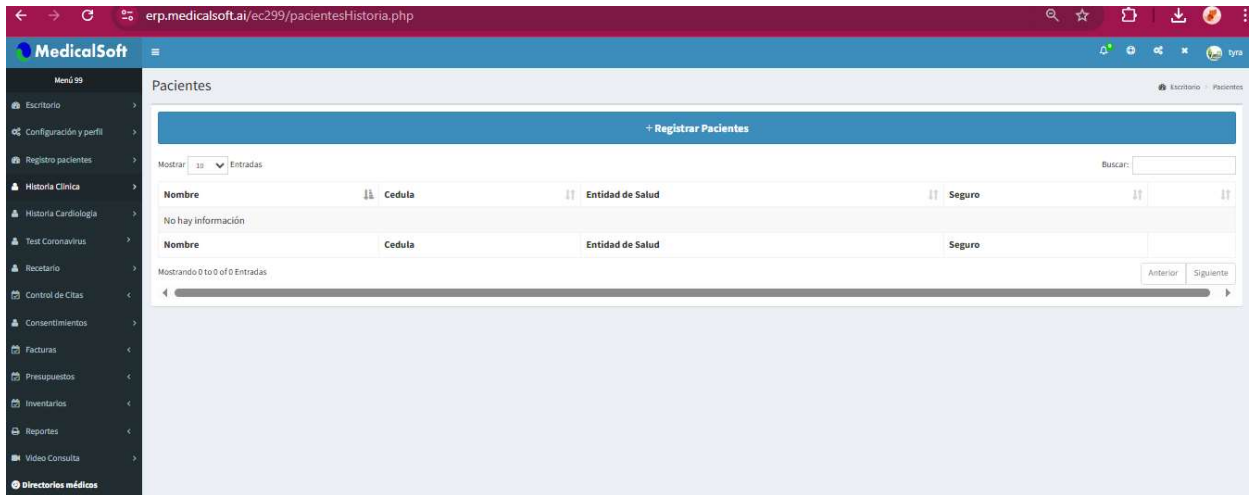 erp.medicalsoft.ai/ec299/pacientesHistoria.php
MedicalSoft
tyra
Menú 99
Escritorio
Configuración y perfil
Registro pacientes
Historia Clinica
Historia Cardiologia
Test Coronavirus
Recetario
Control de Citas
Consentimientos
Facturas
Presupuestos
Inventarios
Reportes
Video Consulta
Directorios médicos
Pacientes
Escritorio > Pacientes
+ Registrar Pacientes
Mostrar 10 Entradas
Buscar:
Nombre Cedula Entidad de Salud Seguro
No hay información
Nombre Cedula Entidad de Salud Seguro
Mostrando 0 to 0 of 0 Entradas
Anterior Siguiente